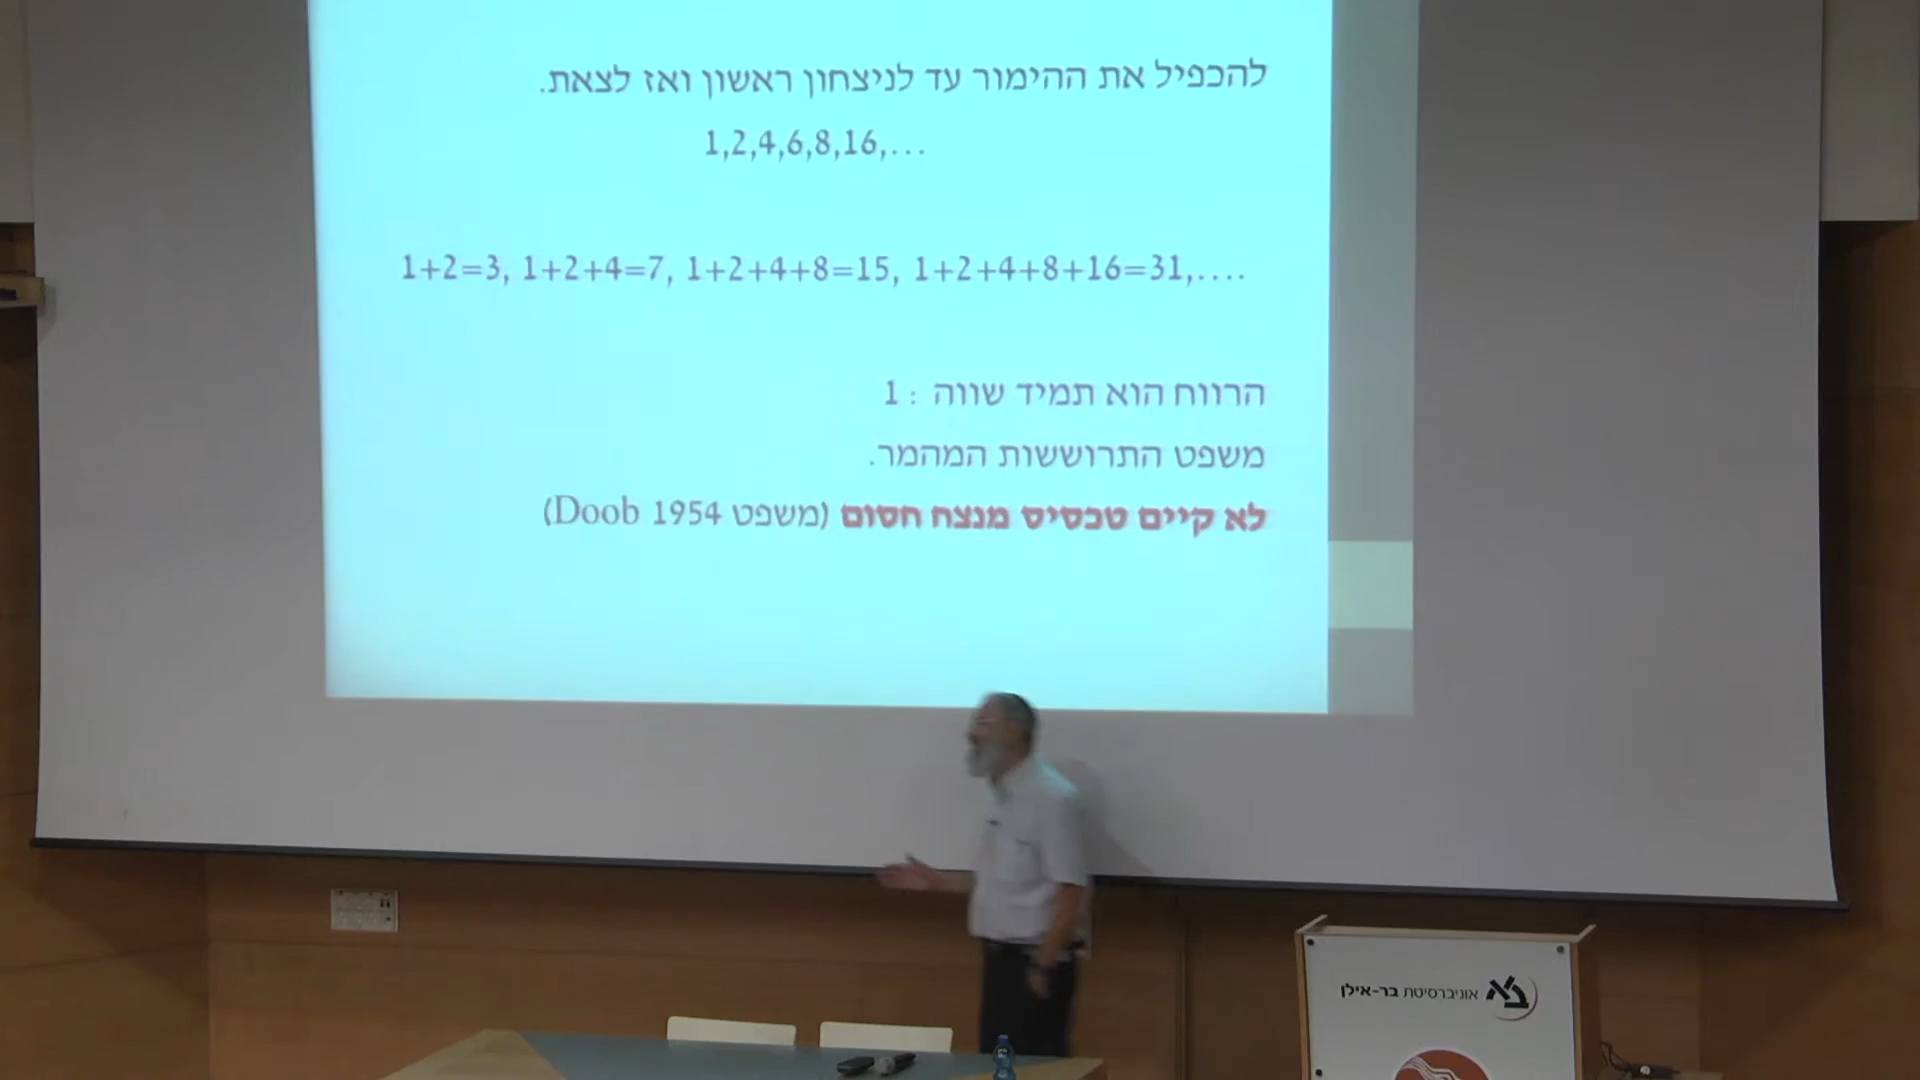 להכפיל את ההימור עד לניצחון ראשון ואז לצאת.
1,2,4,6,8,16,...
1+2=3, 1+2+4=7, 1+2+4+8=15, 1+2+4+8+16=31,....
הרווח הוא תמיד שווה : 1
משפט התרוששות המהמר.
לא קיים טכסיס מנצח חסום (משפט Doob 1954)
אוניברסיטת בר-אילן